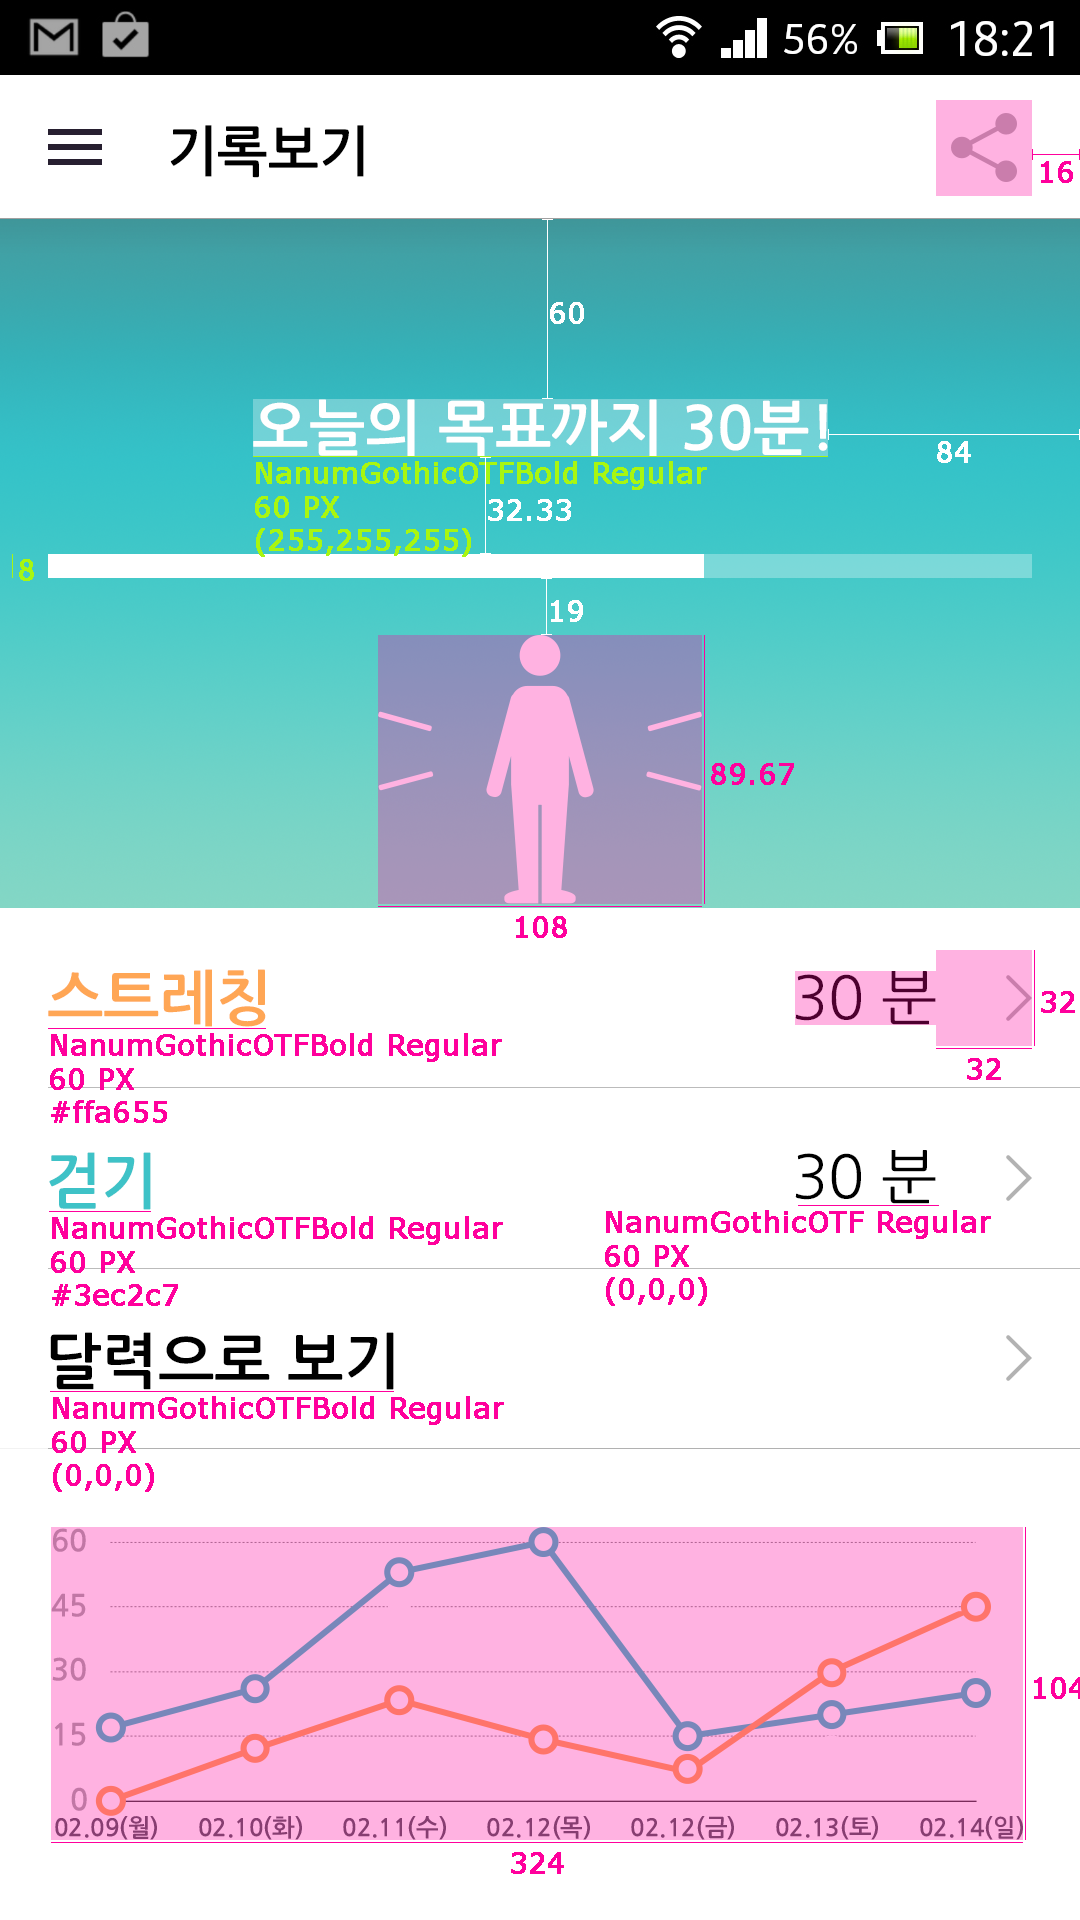 56% 18:21
기록보기
16
60
오늘의 목표까지 30분!
84
NanumGothicOTFBold Regular
60 PX
32.33
(255,255,255)
8
19
89.67
108
스트레칭
30 분
32
NanumGothicOTFBold Regular
32
60 PX
#ffa655
걷기
30 분
NanumGothicOTFBold Regular
NanumGothicOTF Regular
60 PX
60 PX
#3ec2c7
(0,0,0)
달력으로 보기
NanumGothicOTFBold Regular
60 PX
(0,0,0)
60
45
30
104
15
0
02.09(월) 02.10(화) 02.11(수) 02.12(목) 02.12(금) 02.13(토) 02.14(일)
324